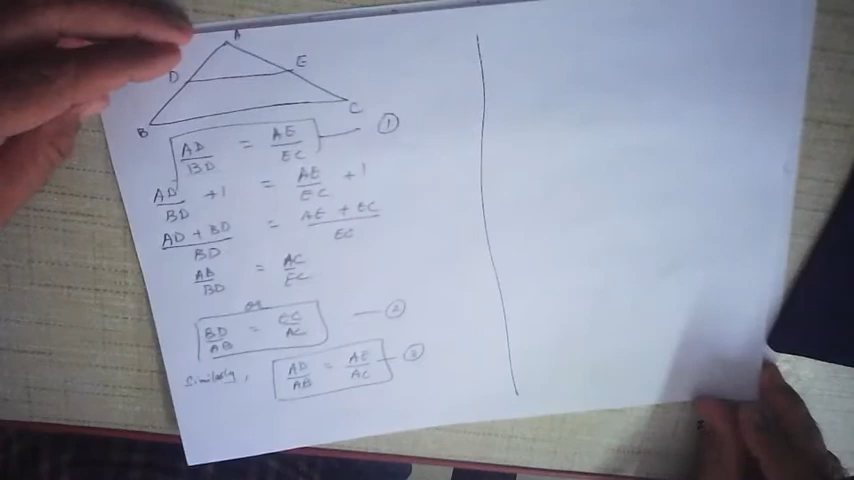 A
D E
B C
AD/BD = AE/EC — ①
AD/BD + 1 = AE/EC + 1
AD + BD/BD = AE + EC/EC
AB/BD = AC/EC
or
BD/AB = EC/AC — ②
Similarly, AD/AB = AE/AC — ③